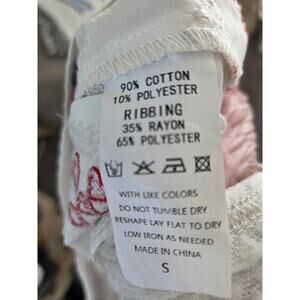 90% COTTON
10% POLYESTER
RIBBING
35% RAYON
65% POLYESTER
WITH LIKE COLORS
DO NOT TUMBLE DRY
RESHAPE LAY FLAT TO DRY
LOW IRON AS NEEDED
MADE IN CHINA
S